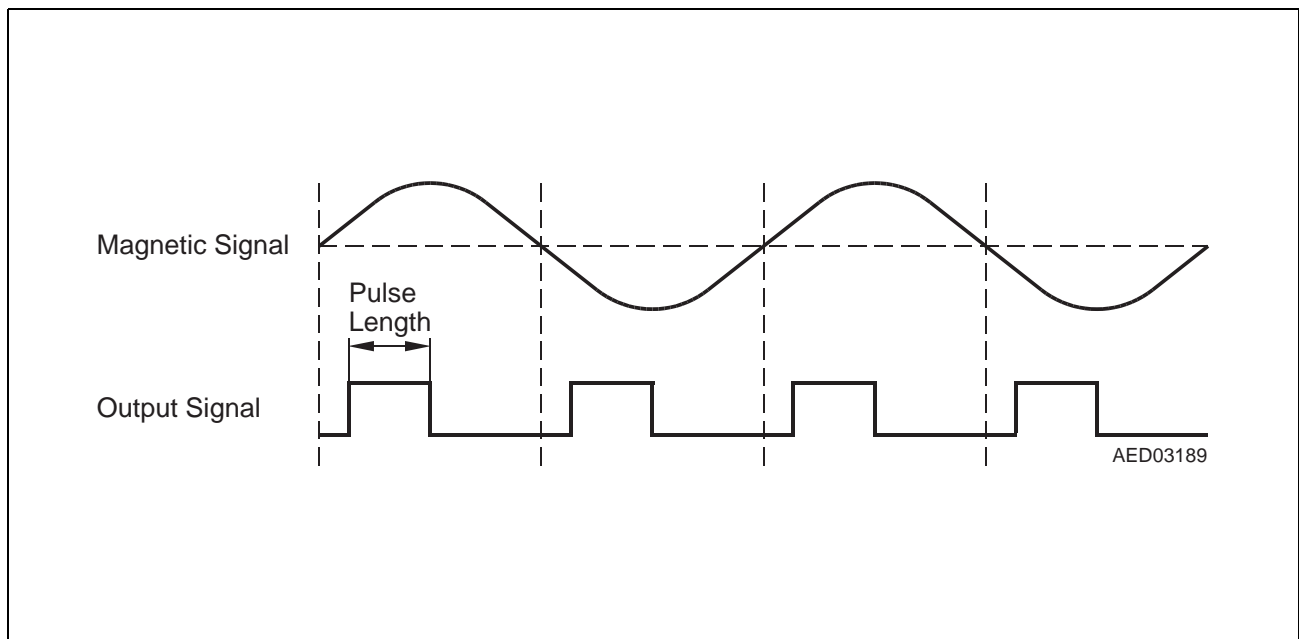 Magnetic Signal
Pulse
Length
Output Signal
AED03189